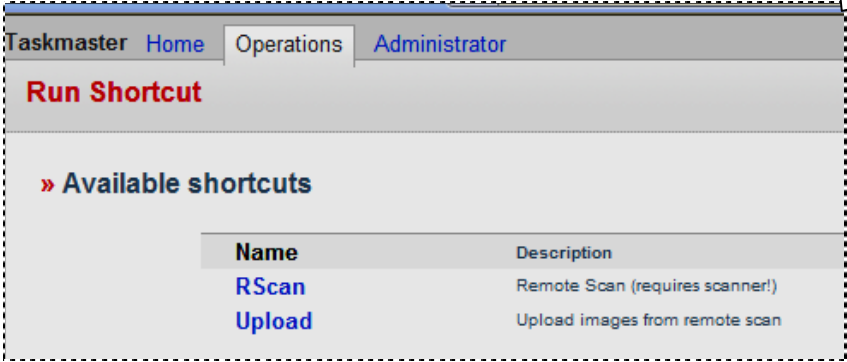 Taskmaster Home Operations Administrator
Run Shortcut
» Available shortcuts
Name Description
RScan Remote Scan (requires scanner!)
Upload Upload images from remote scan